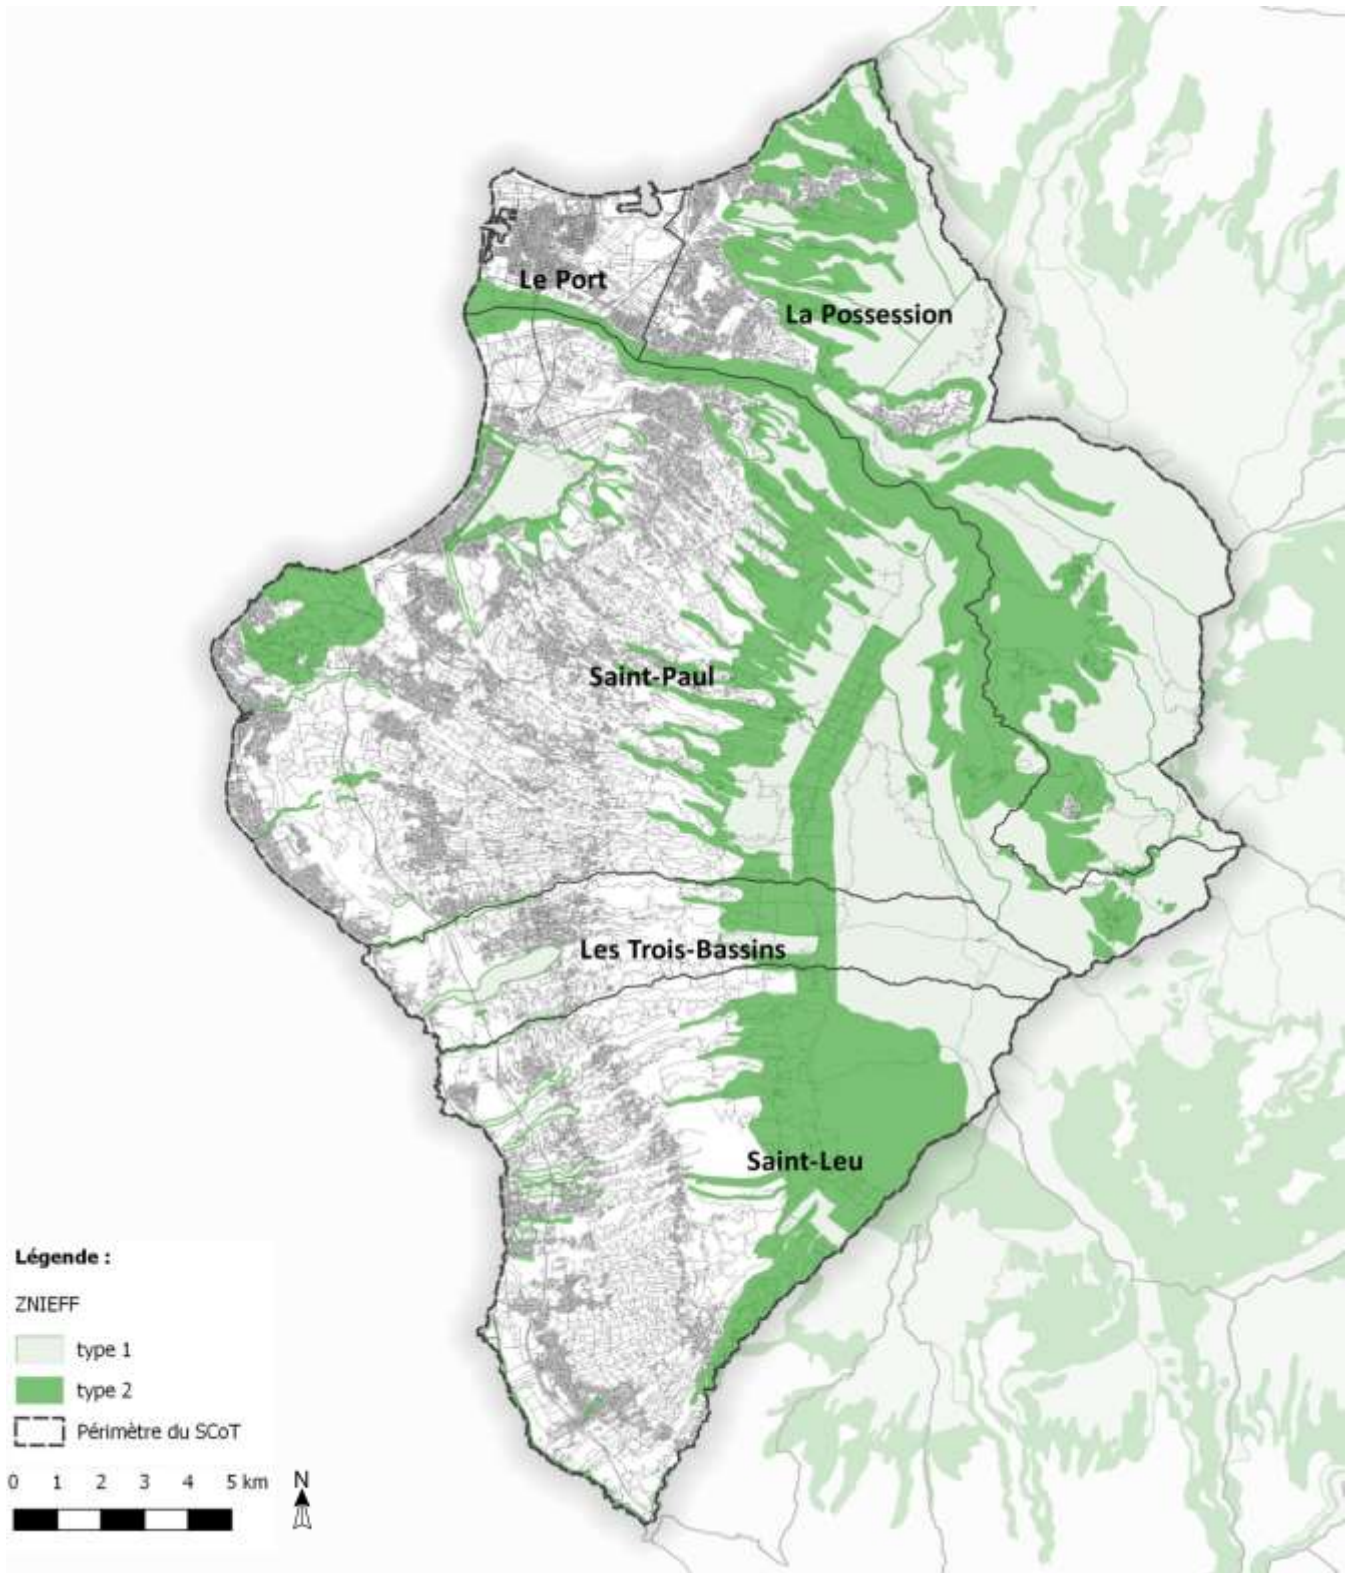 Le Port
La Possession
Saint-Paul
Les Trois-Bassins
Saint-Leu
Légende :
ZNIEFF
type 1
type 2
Périmètre du SCoT
0 1 2 3 4 5 km
N